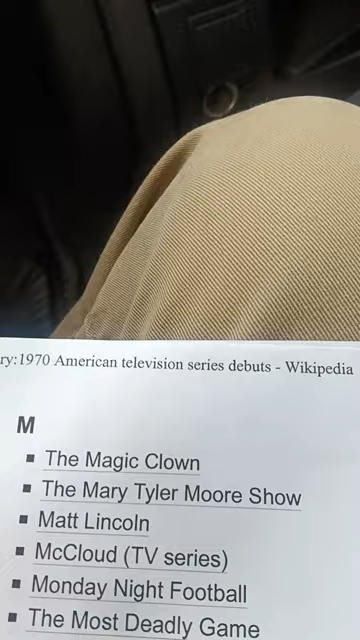 ry:1970 American television series debuts - Wikipedia
M
The Magic Clown
The Mary Tyler Moore Show
Matt Lincoln
McCloud (TV series)
Monday Night Football
The Most Deadly Game